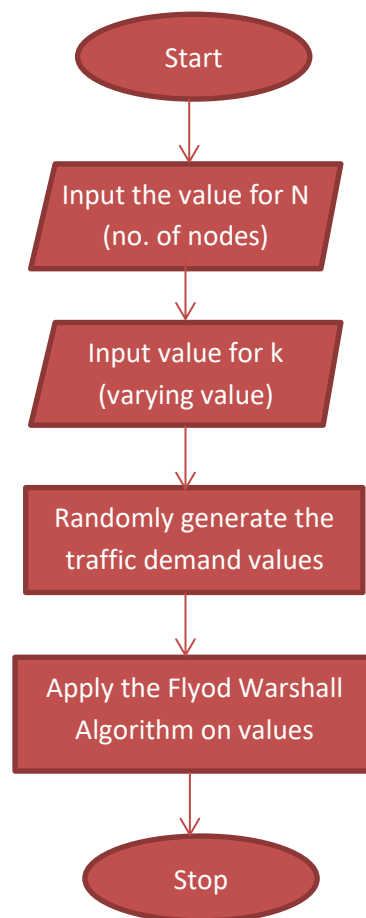 Start
Input the value for N
(no. of nodes)
Input value for k
(varying value)
Randomly generate the
traffic demand values
Apply the Flyod Warshall
Algorithm on values
Stop